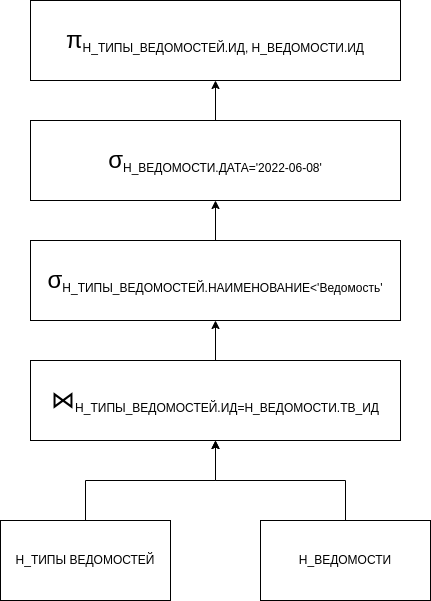 πН_ТИПЫ_ВЕДОМОСТЕЙ.ИД, Н_ВЕДОМОСТИ.ИД
σН_ВЕДОМОСТИ.ДАТА='2022-06-08'
σН_ТИПЫ_ВЕДОМОСТЕЙ.НАИМЕНОВАНИЕ<'Ведомость'
⋈Н_ТИПЫ_ВЕДОМОСТЕЙ.ИД=Н_ВЕДОМОСТИ.ТВ_ИД
Н_ТИПЫ ВЕДОМОСТЕЙ
Н_ВЕДОМОСТИ